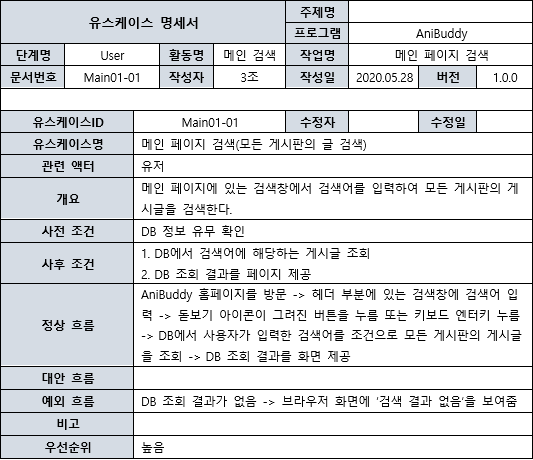 유스케이스 명세서 주제명
프로그램 AniBuddy
단계명 User 활동명 메인 검색 작업명 메인 페이지 검색
문서번호 Main01-01 작성자 3조 작성일 2020.05.28 버전 1.0.0
유스케이스ID Main01-01 수정자 수정일
유스케이스명 메인 페이지 검색(모든 게시판의 글 검색)
관련 액터 유저
개요 메인 페이지에 있는 검색창에서 검색어를 입력하여 모든 게시판의 게
시글을 검색한다.
사전 조건 DB 정보 유무 확인
사후 조건 1. DB에서 검색어에 해당하는 게시글 조회
2. DB 조회 결과를 페이지 제공
정상 흐름 AniBuddy 홈페이지를 방문 -> 헤더 부분에 있는 검색창에 검색어 입
력 -> 돋보기 아이콘이 그려진 버튼을 누름 또는 키보드 엔터키 누름
-> DB에서 사용자가 입력한 검색어를 조건으로 모든 게시판의 게시글
을 조회 -> DB 조회 결과를 화면 제공
대안 흐름
예외 흐름 DB 조회 결과가 없음 -> 브라우저 화면에 '검색 결과 없음'을 보여줌
비고
우선순위 높음